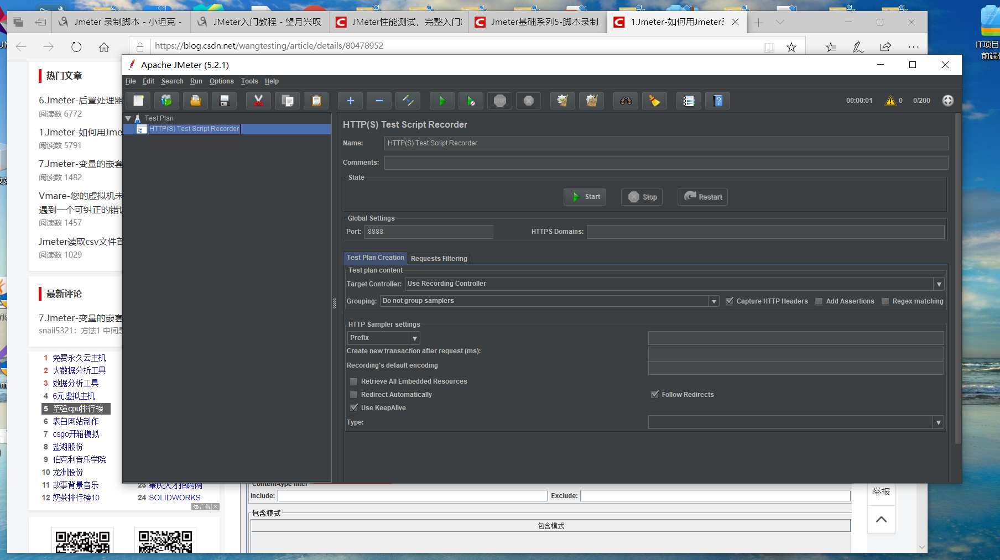 Jmeter 录制脚本 - 小坦克 -
JMeter入门教程 - 望月兴叹
JMeter性能测试，完整入门
Jmeter基础系列5-脚本录制
1.Jmeter-如何用Jmeter
https://blog.csdn.net/wangtesting/article/details/80478952
IT项目
热门文章
6.Jmeter-后置处理器
阅读数 6772
1.Jmeter-如何用Jme
阅读数 5791
7.Jmeter-变量的嵌套
阅读数 1482
Vmare-您的虚拟机未
遇到一个可纠正的错
阅读数 1457
Jmeter读取csv文件首
阅读数 1029
最新评论
7.Jmeter-变量的嵌套
snail5321：方法1 中间是
1 免费永久云主机
2 大数据分析工具
3 数据分析工具
4 6元虚拟主机
5 至强cpu排行榜
6 表白网站制作
7 csgo开箱模拟
8 盐湖股份
9 伯克利音乐学院
10 龙洲股份
11 故事背景音乐
23 肇庆人才招聘网
12 奶茶排行榜10
24 SOLIDWORKS
广告
Apache JMeter (5.2.1)
File Edit Search Run Options Tools Help
STOP
00:00:01 0 0/200
Test Plan
HTTP(S) Test Script Recorder
HTTP(S) Test Script Recorder
Name: HTTP(S) Test Script Recorder
Comments:
State
Start Stop Restart
Global Settings
Port: 8888 HTTPS Domains:
Test Plan Creation Requests Filtering
Test plan content
Target Controller: Use Recording Controller
Grouping: Do not group samplers Capture HTTP Headers Add Assertions Regex matching
HTTP Sampler settings
Prefix
Create new transaction after request (ms):
Recording's default encoding
Retrieve All Embedded Resources
Redirect Automatically Follow Redirects
Use KeepAlive
Type:
Content-type filter
Include: Exclude:
包含模式
包含模式
举报